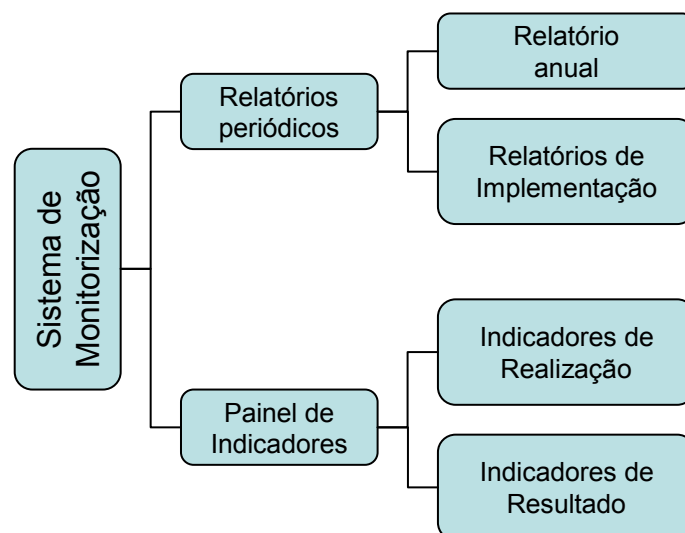 Sistema de
Monitorização
Relatórios
periódicos
Relatório
anual
Relatórios de
Implementação
Painel de
Indicadores
Indicadores de
Realização
Indicadores de
Resultado